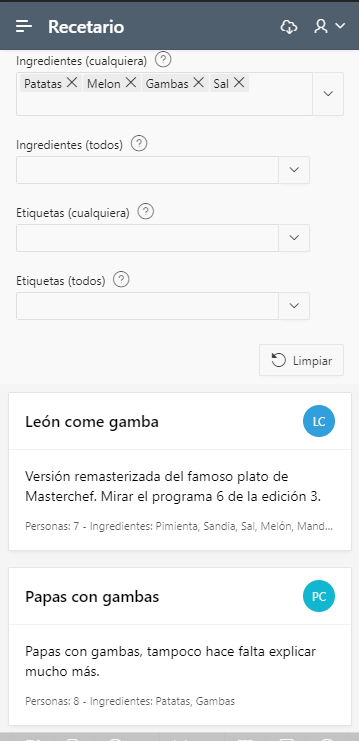 Recetario
Ingredientes (cualquiera) ?
Patatas Melon Gambas Sal
Ingredientes (todos) ?
Etiquetas (cualquiera) ?
Etiquetas (todos) ?
Limpiar
León come gamba LC
Versión remasterizada del famoso plato de
Masterchef. Mirar el programa 6 de la edición 3.
Personas: 7 - Ingredientes: Pimienta, Sandía, Sal, Melón, Mand...
Papas con gambas PC
Papas con gambas, tampoco hace falta explicar
mucho más.
Personas: 8 - Ingredientes: Patatas, Gambas